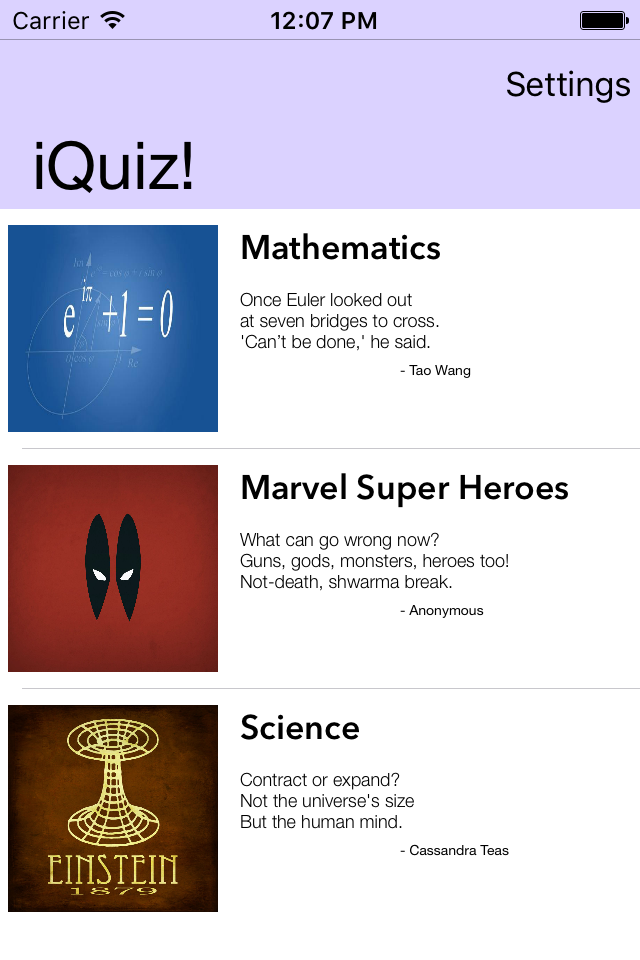 Carrier 12:07 PM
Settings
iQuiz!
Mathematics
Once Euler looked out
at seven bridges to cross.
'Can’t be done,' he said.
- Tao Wang
e^iπ +1 = 0
Marvel Super Heroes
What can go wrong now?
Guns, gods, monsters, heroes too!
Not-death, shwarma break.
- Anonymous
Science
Contract or expand?
Not the universe's size
But the human mind.
- Cassandra Teas
EINSTEIN
1879